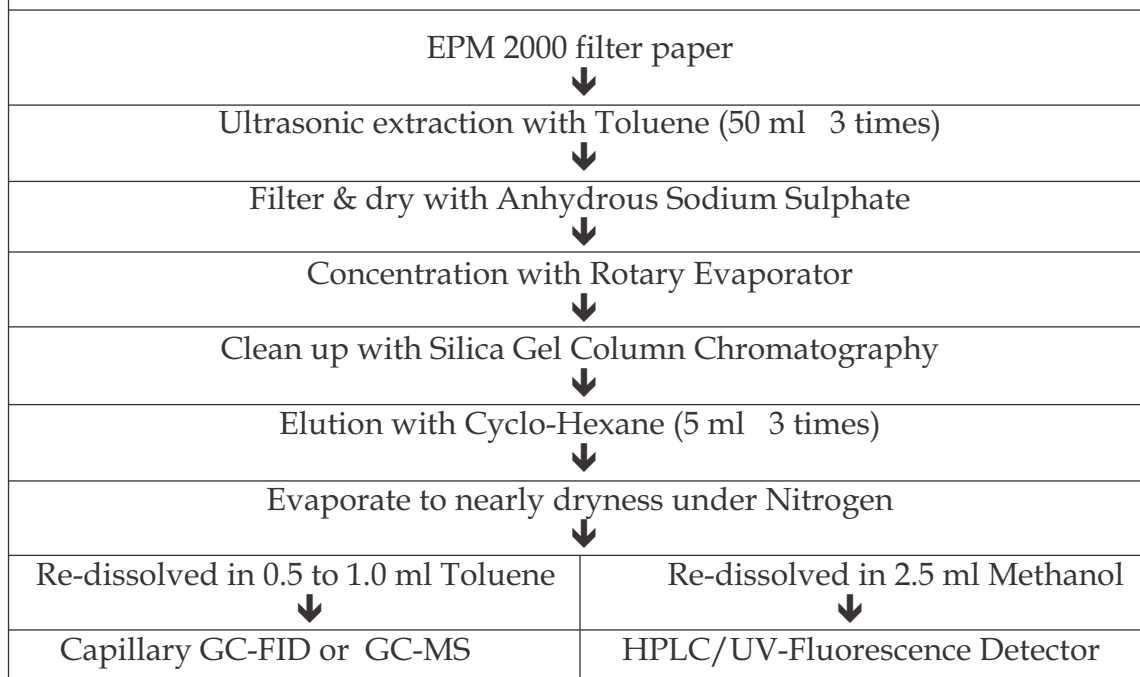 EPM 2000 filter paper
Ultrasonic extraction with Toluene (50 ml 3 times)
Filter & dry with Anhydrous Sodium Sulphate
Concentration with Rotary Evaporator
Clean up with Silica Gel Column Chromatography
Elution with Cyclo-Hexane (5 ml 3 times)
Evaporate to nearly dryness under Nitrogen
Re-dissolved in 0.5 to 1.0 ml Toluene
Re-dissolved in 2.5 ml Methanol
Capillary GC-FID or GC-MS
HPLC/UV-Fluorescence Detector